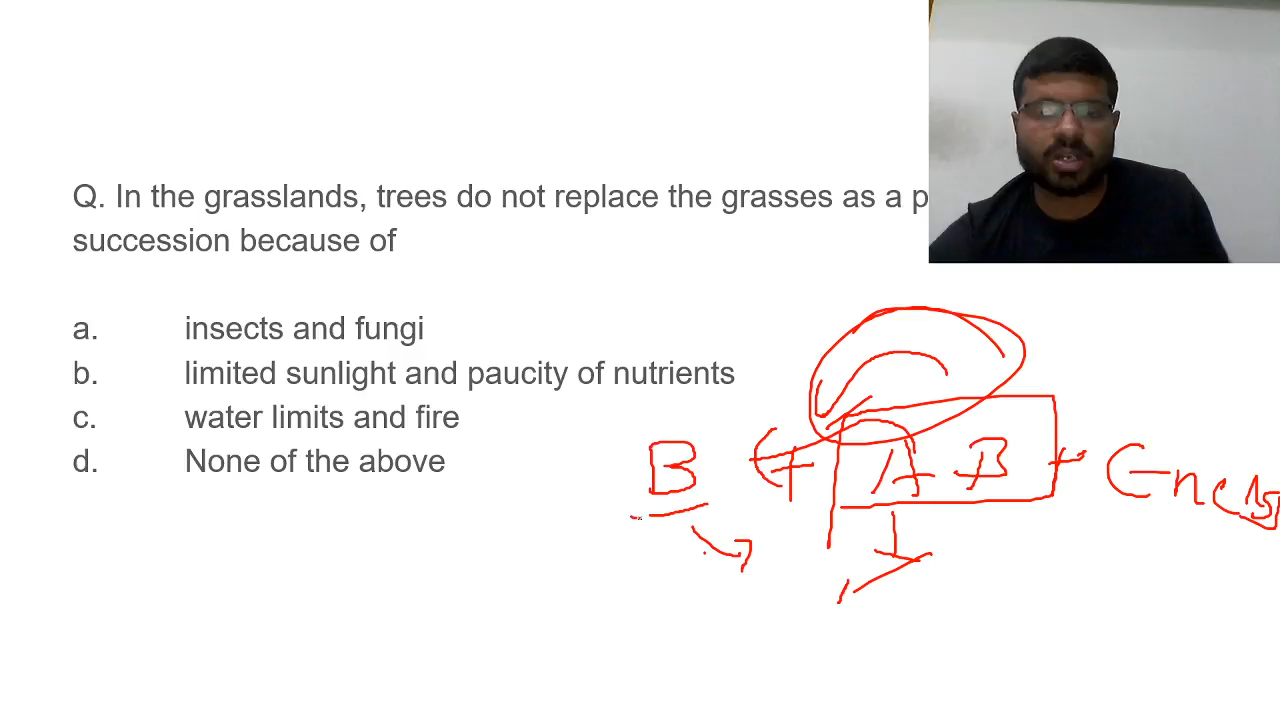 Q. In the grasslands, trees do not replace the grasses as a p
succession because of
a. insects and fungi
b. limited sunlight and paucity of nutrients
c. water limits and fire
d. None of the above
B A B